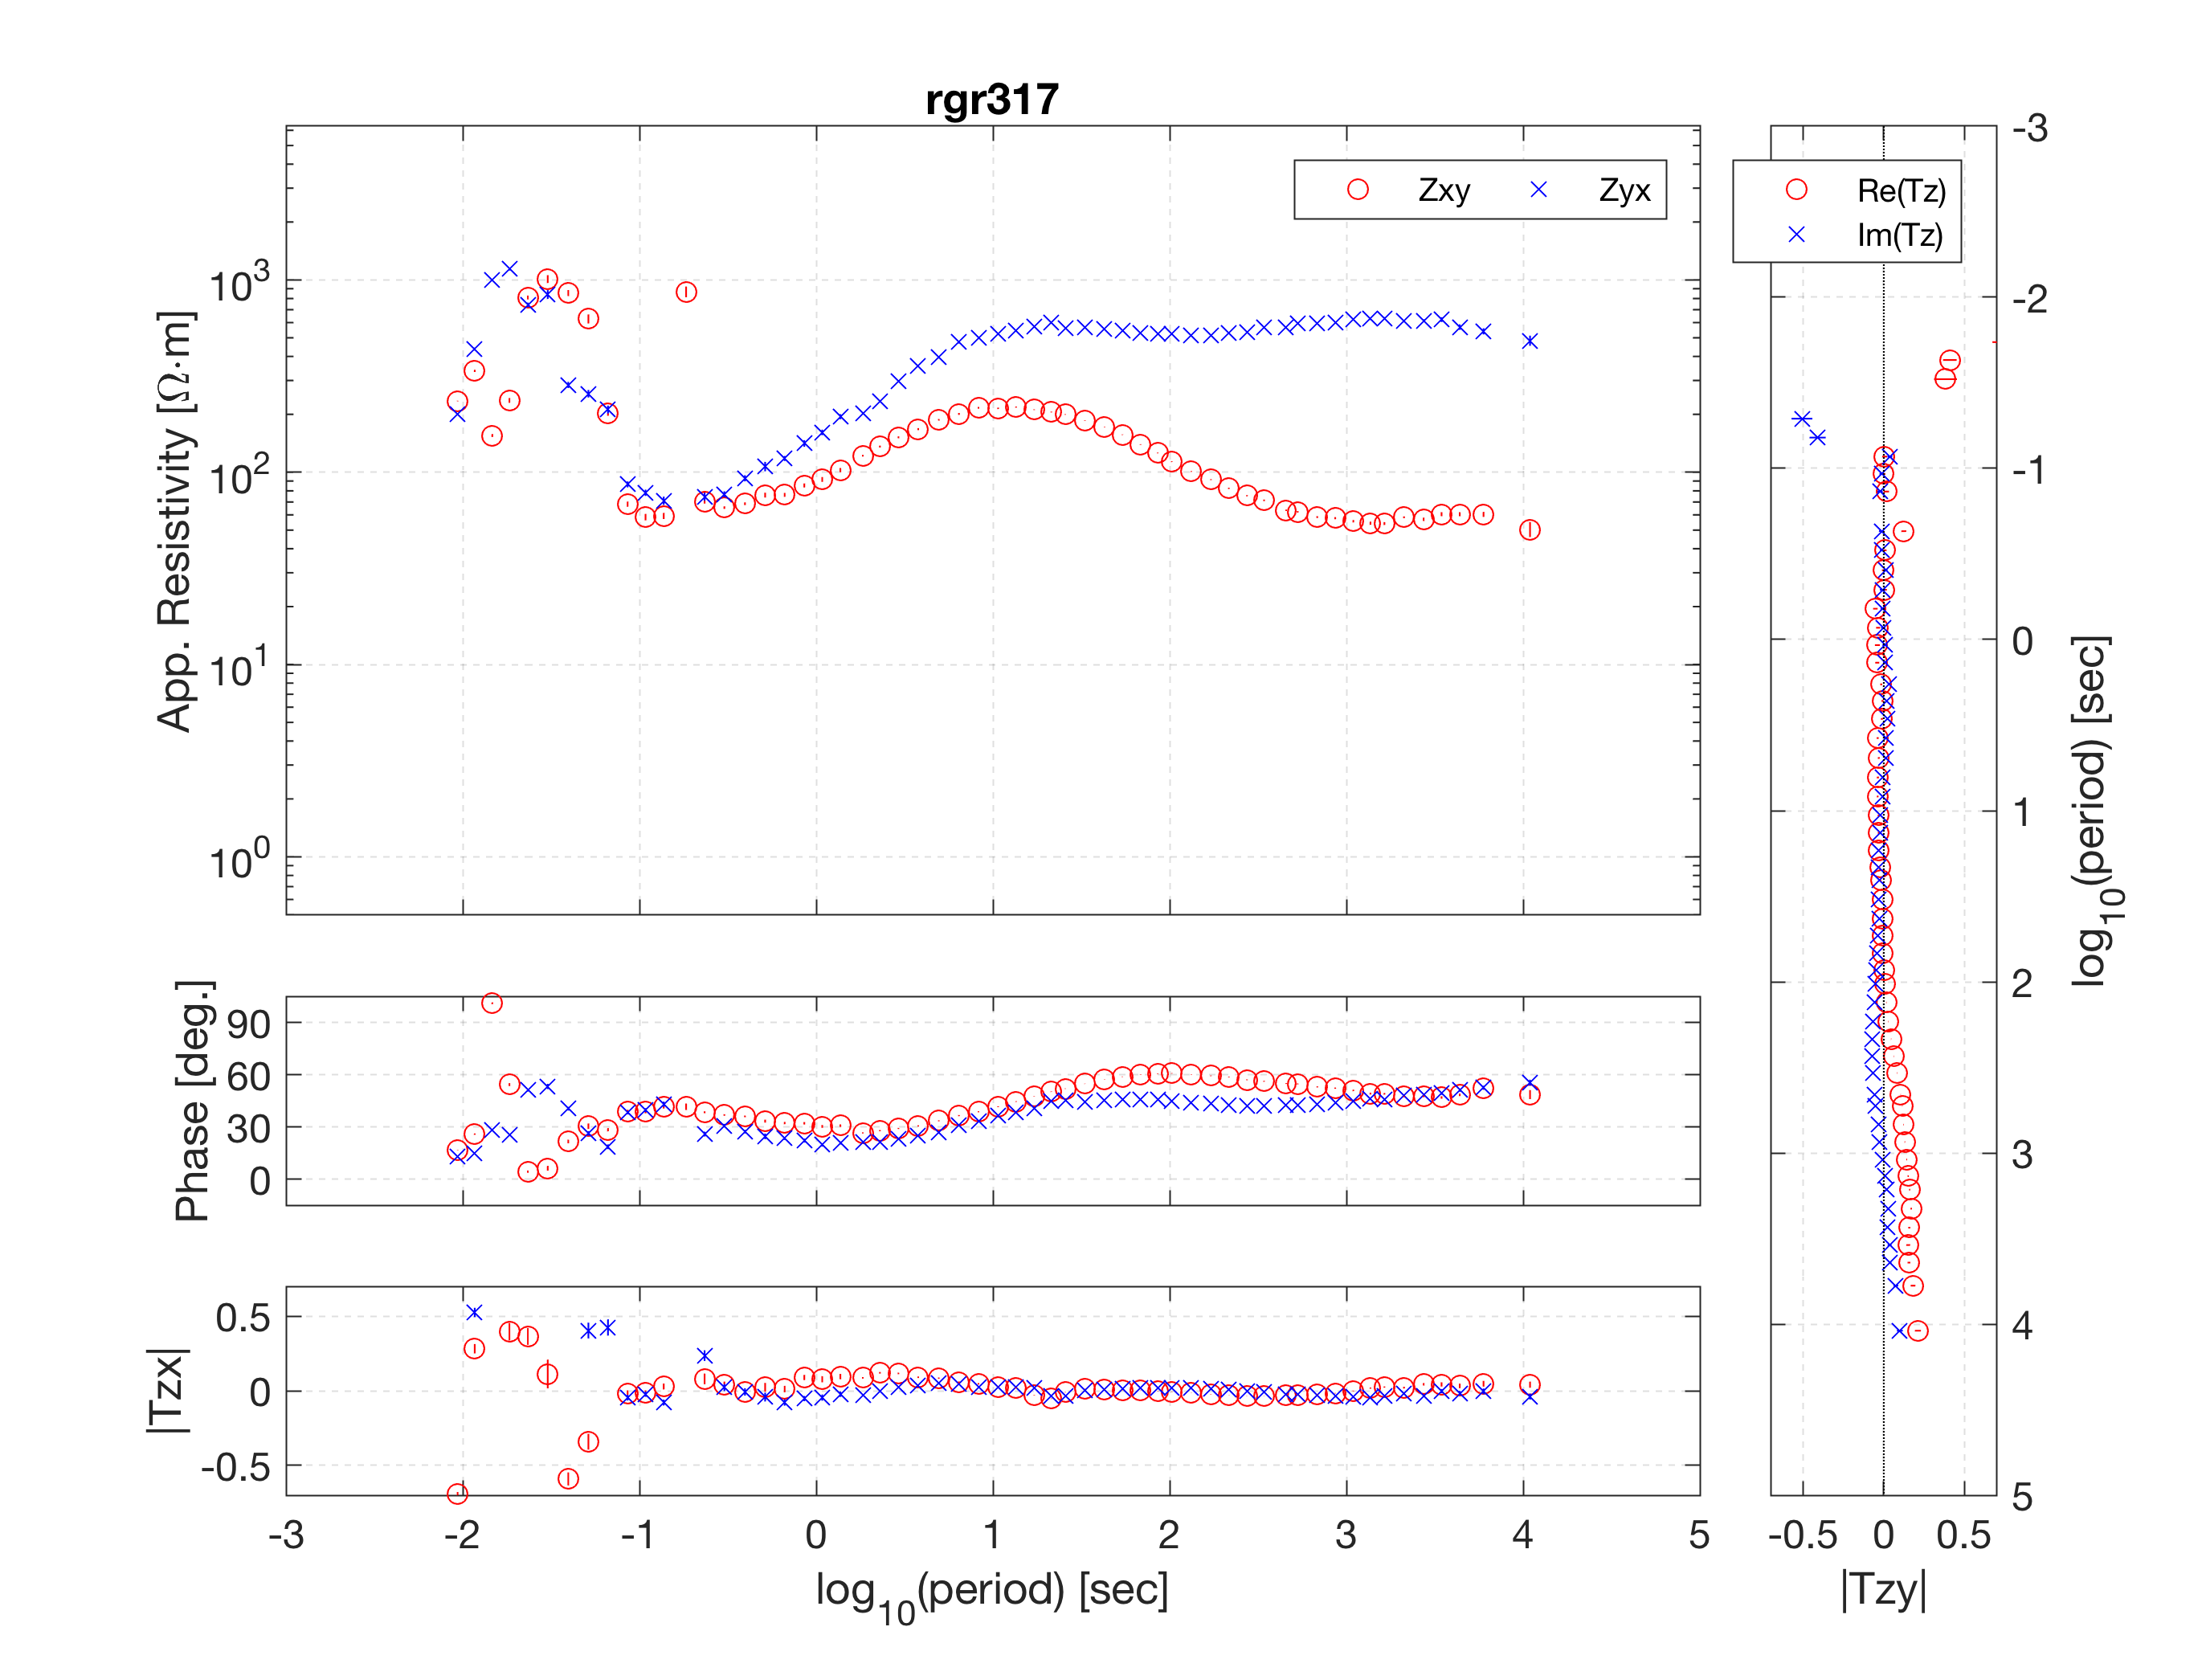 rgr317
Zxy Zyx
Re(Tz)
Im(Tz)
App. Resistivity [Ω·m]
10^3
10^2
10^1
10^0
Phase [deg.]
90
60
30
0
|Tzx|
0.5
0
-0.5
-3 -2 -1 0 1 2 3 4 5
log10(period) [sec]
-3
-2
-1
0
1
2
3
4
5
log10(period) [sec]
-0.5 0 0.5
|Tzy|